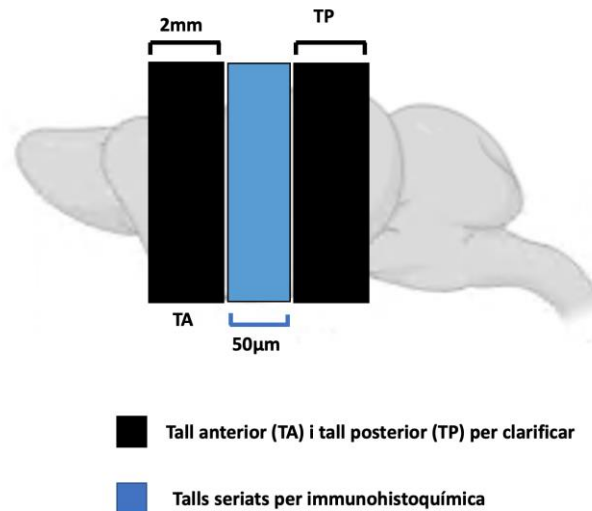 2mm
TP
TA
50µm
Tall anterior (TA) i tall posterior (TP) per clarificar
Talls seriats per immunohistoquímica